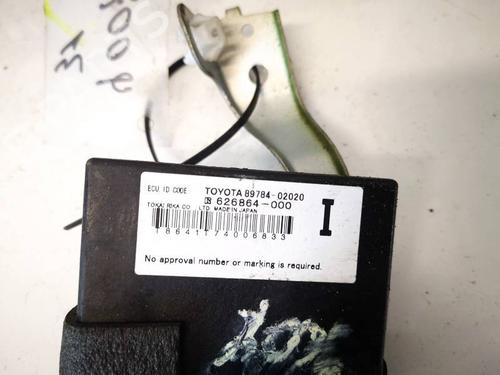 ECU ID CODE TOYOTA 89784-02020
626864-000
TOKAI RIKA CO., LTD. MADE IN JAPAN
I
18641174006833
No approval number or marking is required.